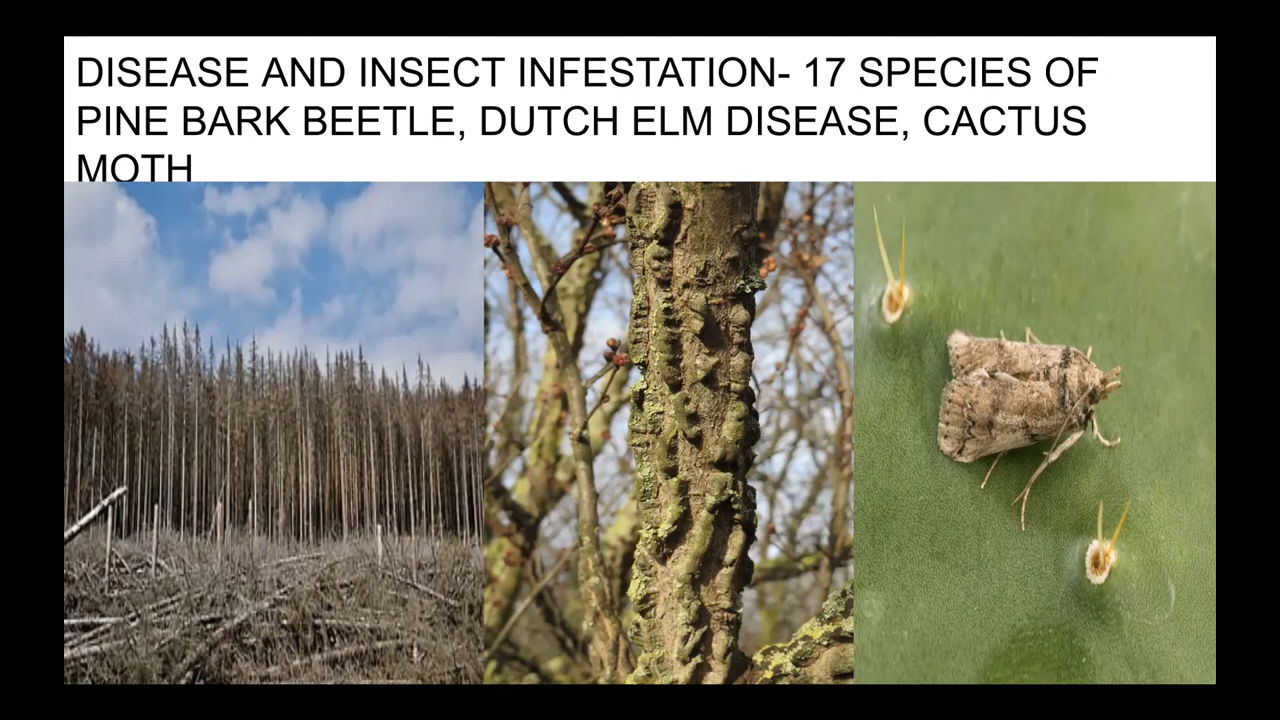 DISEASE AND INSECT INFESTATION- 17 SPECIES OF
PINE BARK BEETLE, DUTCH ELM DISEASE, CACTUS
MOTH